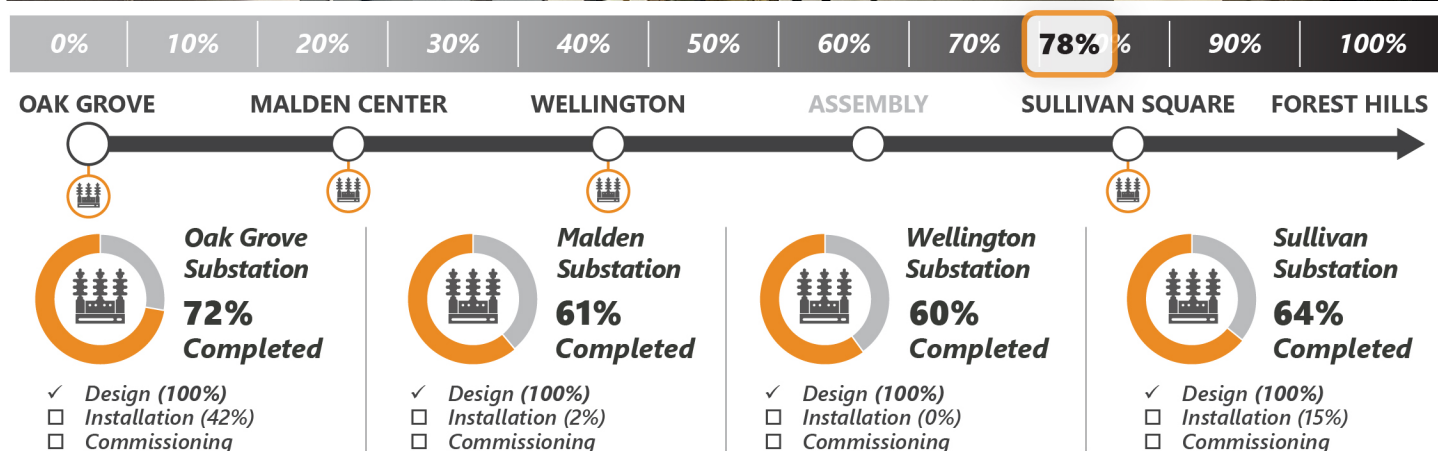 0% 10% 20% 30% 40% 50% 60% 70% 78% % 90% 100%
OAK GROVE MALDEN CENTER WELLINGTON ASSEMBLY SULLIVAN SQUARE FOREST HILLS
Oak Grove
Substation
72%
Completed
✓ Design (100%)
☐ Installation (42%)
☐ Commissioning
Malden
Substation
61%
Completed
✓ Design (100%)
☐ Installation (2%)
☐ Commissioning
Wellington
Substation
60%
Completed
✓ Design (100%)
☐ Installation (0%)
☐ Commissioning
Sullivan
Substation
64%
Completed
✓ Design (100%)
☐ Installation (15%)
☐ Commissioning